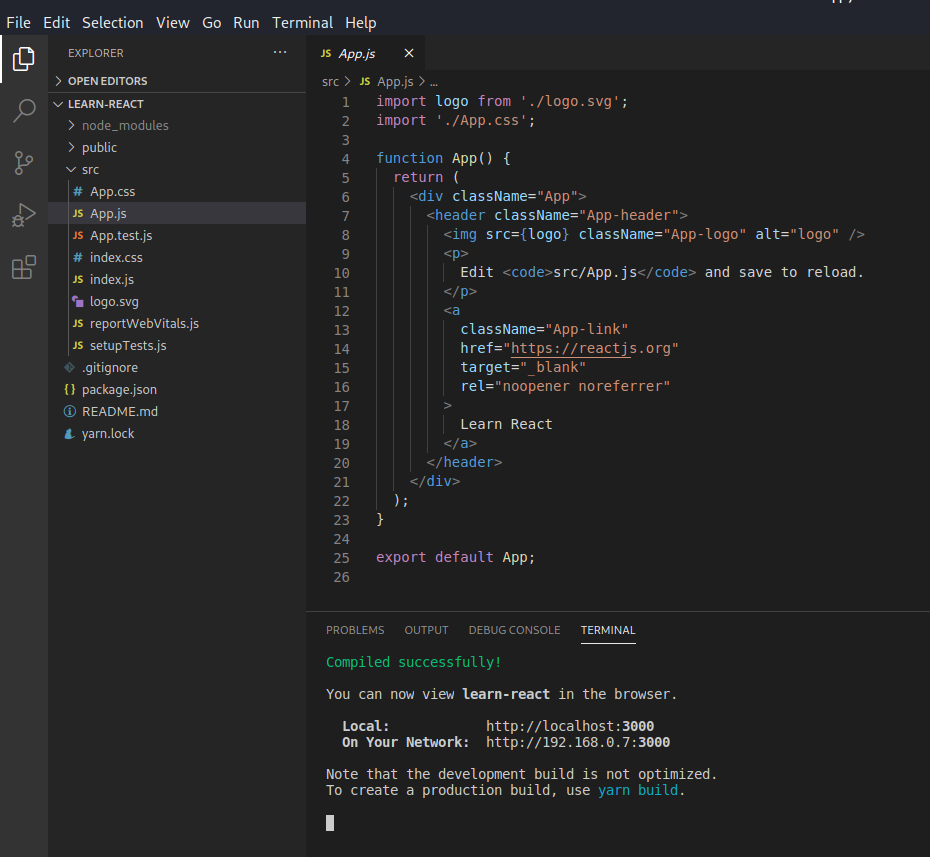 File Edit Selection View Go Run Terminal Help
EXPLORER ...
OPEN EDITORS
LEARN-REACT
node_modules
public
src
# App.css
JS App.js
JS App.test.js
# index.css
JS index.js
logo.svg
JS reportWebVitals.js
JS setupTests.js
.gitignore
{} package.json
README.md
yarn.lock
JS App.js ×
src > JS App.js > ...
1 import logo from './logo.svg';
2 import './App.css';
3
4 function App() {
5 return (
6 <div className="App">
7 <header className="App-header">
8 <img src={logo} className="App-logo" alt="logo" />
9 <p>
10 Edit <code>src/App.js</code> and save to reload.
11 </p>
12 <a
13 className="App-link"
14 href="https://reactjs.org"
15 target="_blank"
16 rel="noopener noreferrer"
17 >
18 Learn React
19 </a>
20 </header>
21 </div>
22 );
23 }
24
25 export default App;
26
PROBLEMS OUTPUT DEBUG CONSOLE TERMINAL
Compiled successfully!
You can now view learn-react in the browser.
Local: http://localhost:3000
On Your Network: http://192.168.0.7:3000
Note that the development build is not optimized.
To create a production build, use yarn build.